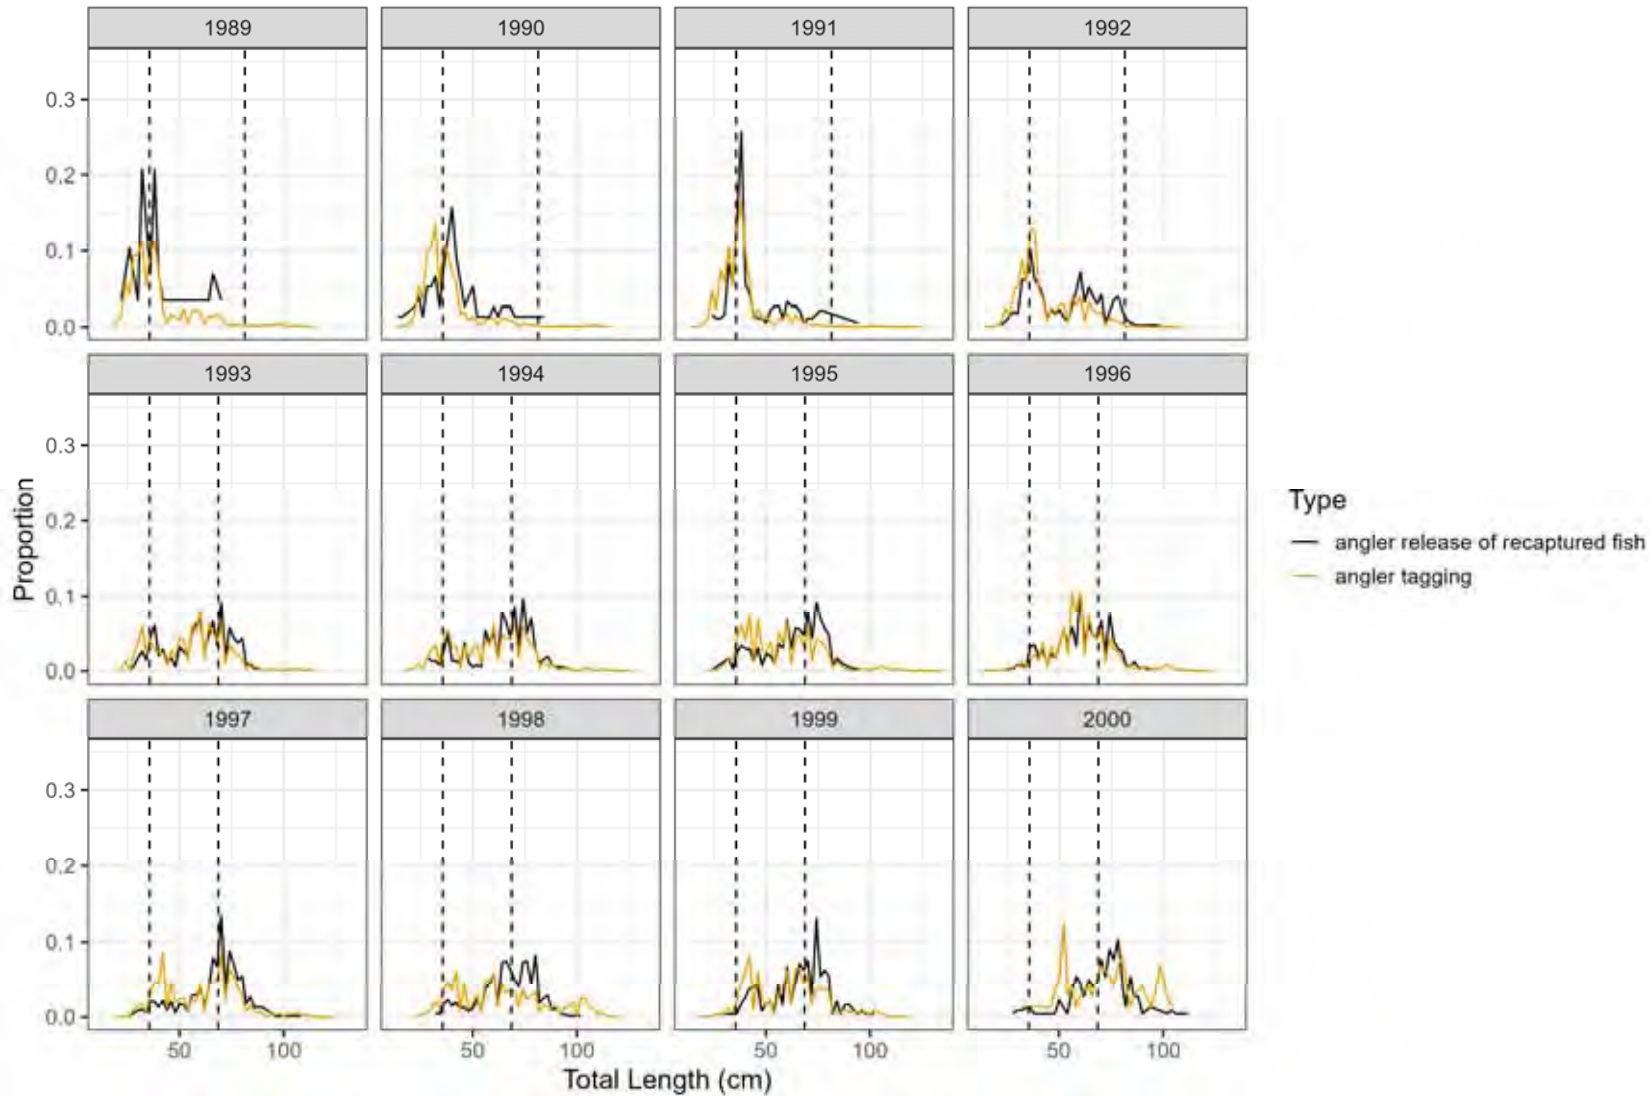 1989 1990 1991 1992
0.3
0.2
0.1
0.0
1993 1994 1995 1996
0.3
0.2
0.1
0.0
1997 1998 1999 2000
0.3
0.2
0.1
0.0
50 100 50 100 50 100 50 100
Total Length (cm)
Proportion
Type
angler release of recaptured fish
angler tagging